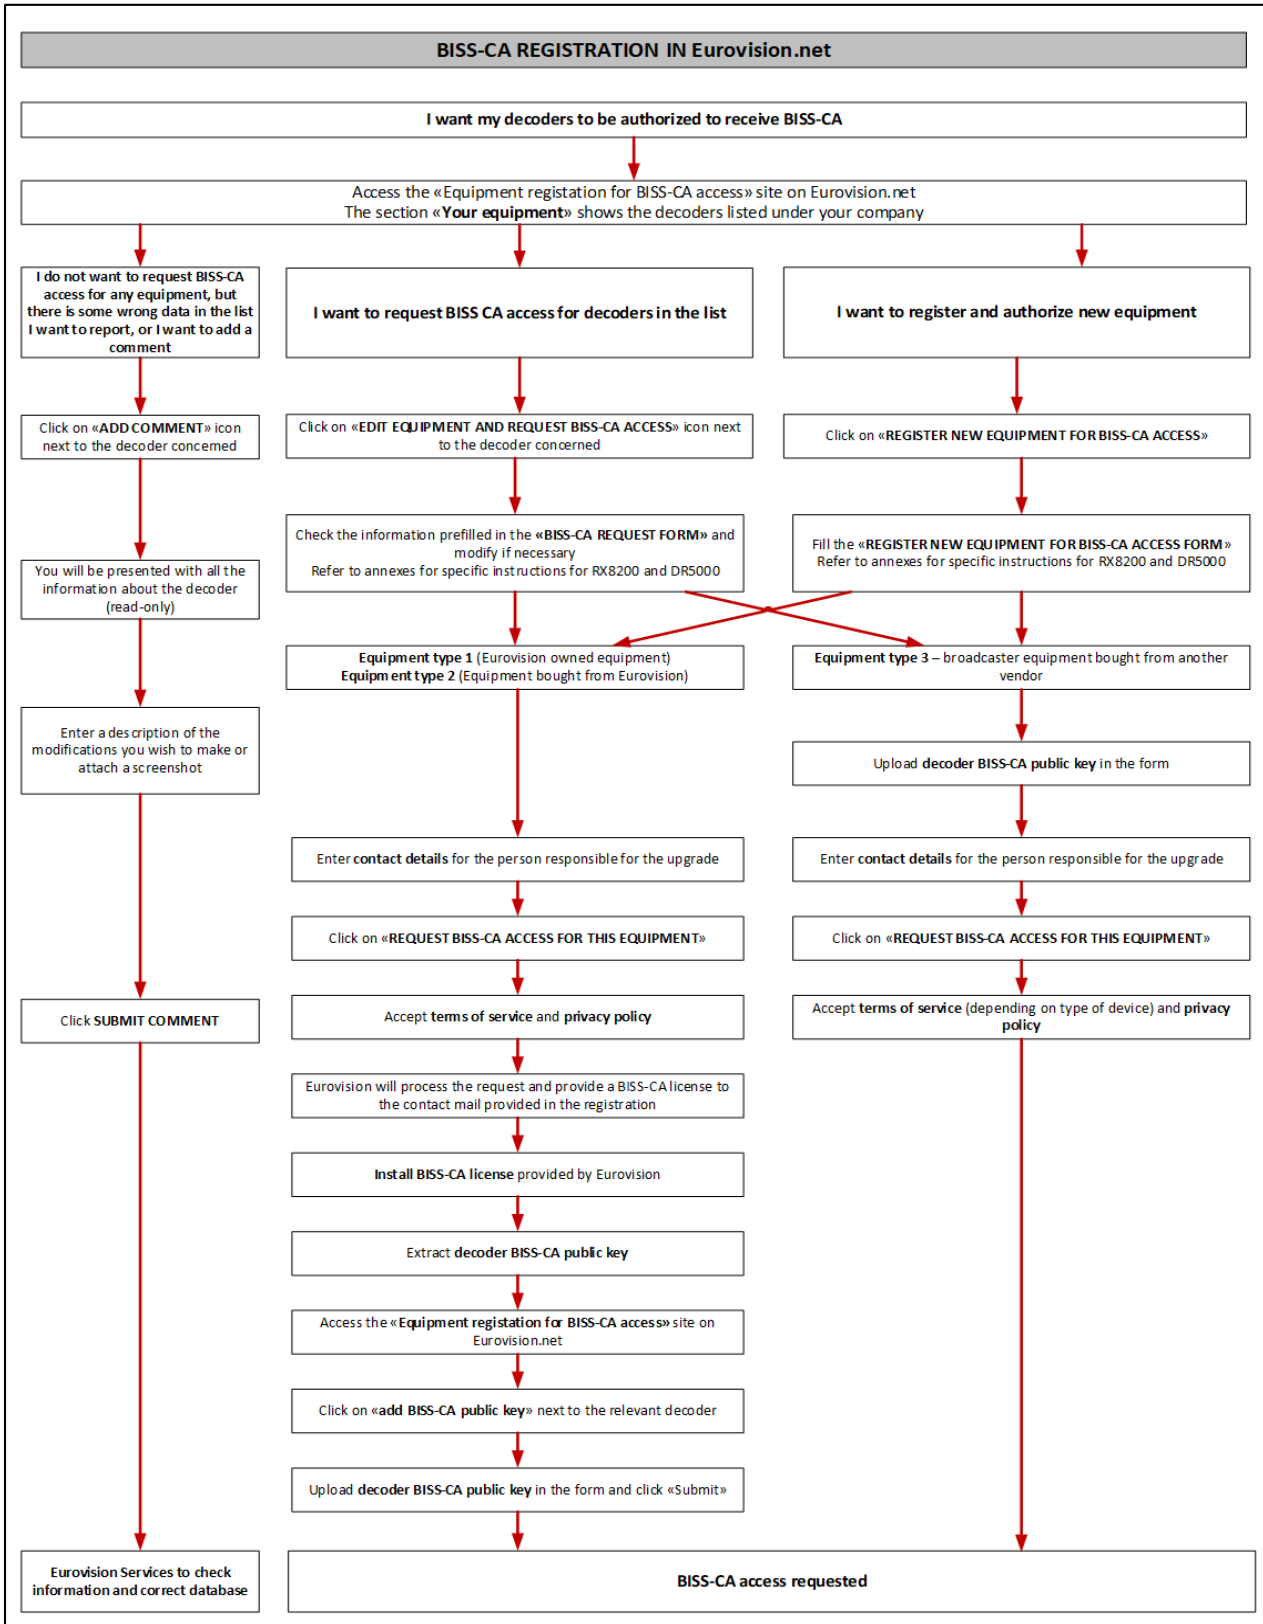 BISS-CA REGISTRATION IN Eurovision.net
I want my decoders to be authorized to receive BISS-CA
Access the «Equipment registation for BISS-CA access» site on Eurovision.net
The section «Your equipment» shows the decoders listed under your company
I do not want to request BISS-CA
access for any equipment, but
there is some wrong data in the list
I want to report, or I want to add a
comment
I want to request BISS CA access for decoders in the list
I want to register and authorize new equipment
Click on «ADD COMMENT» icon
next to the decoder concerned
Click on «EDIT EQUIPMENT AND REQUEST BISS-CA ACCESS» icon next
to the decoder concerned
Click on «REGISTER NEW EQUIPMENT FOR BISS-CA ACCESS»
Check the information prefilled in the «BISS-CA REQUEST FORM» and
modify if necessary
Refer to annexes for specific instructions for RX8200 and DR5000
Fill the «REGISTER NEW EQUIPMENT FOR BISS-CA ACCESS FORM»
Refer to annexes for specific instructions for RX8200 and DR5000
You will be presented with all the
information about the decoder
(read-only)
Equipment type 1 (Eurovision owned equipment)
Equipment type 2 (Equipment bought from Eurovision)
Equipment type 3 – broadcaster equipment bought from another
vendor
Enter a description of the
modifications you wish to make or
attach a screenshot
Upload decoder BISS-CA public key in the form
Enter contact details for the person responsible for the upgrade
Enter contact details for the person responsible for the upgrade
Click on «REQUEST BISS-CA ACCESS FOR THIS EQUIPMENT»
Click on «REQUEST BISS-CA ACCESS FOR THIS EQUIPMENT»
Click SUBMIT COMMENT
Accept terms of service and privacy policy
Accept terms of service (depending on type of device) and privacy
policy
Eurovision will process the request and provide a BISS-CA license to
the contact mail provided in the registration
Install BISS-CA license provided by Eurovision
Extract decoder BISS-CA public key
Access the «Equipment registation for BISS-CA access» site on
Eurovision.net
Click on «add BISS-CA public key» next to the relevant decoder
Upload decoder BISS-CA public key in the form and click «Submit»
Eurovision Services to check
information and correct database
BISS-CA access requested